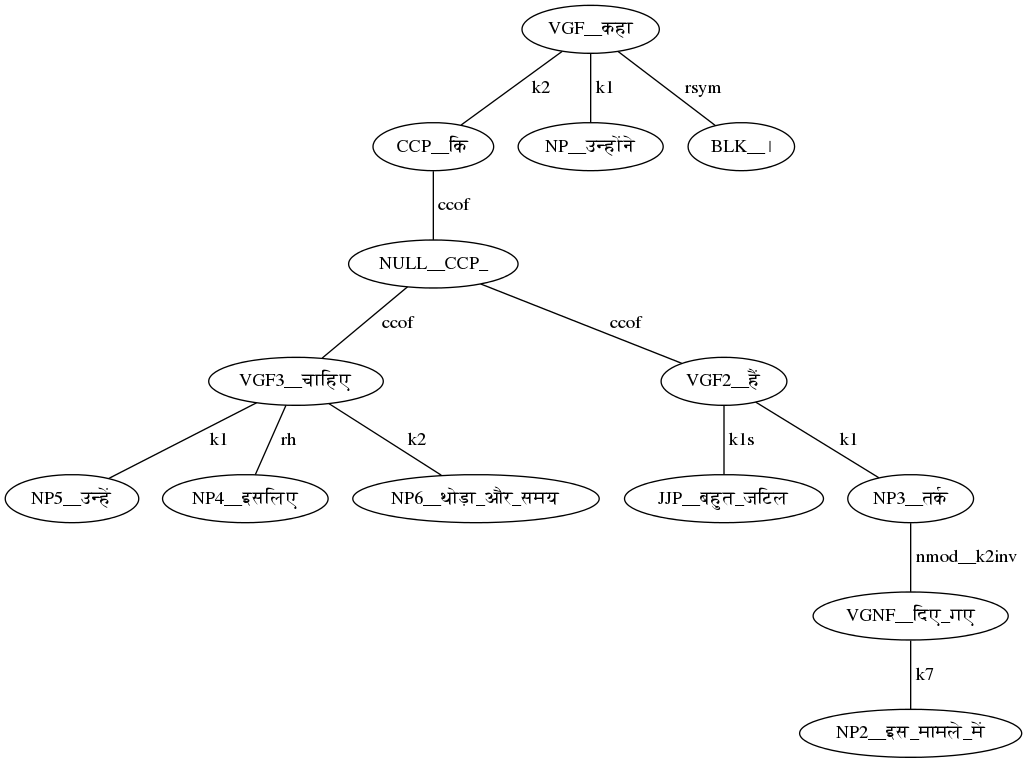 VGF__कहा
k2 k1 rsym
CCP__कि NP__उन्होंने BLK__।
ccof
NULL__CCP_
ccof ccof
VGF3__चाहिए VGF2__हैं
k1 rh k2 k1s k1
NP5__उन्हें NP4__इसलिए NP6__थोड़ा_और_समय JJP__बहुत_जटिल NP3__तर्क
nmod__k2inv
VGNF__दिए_गए
k7
NP2__इस_मामले_में